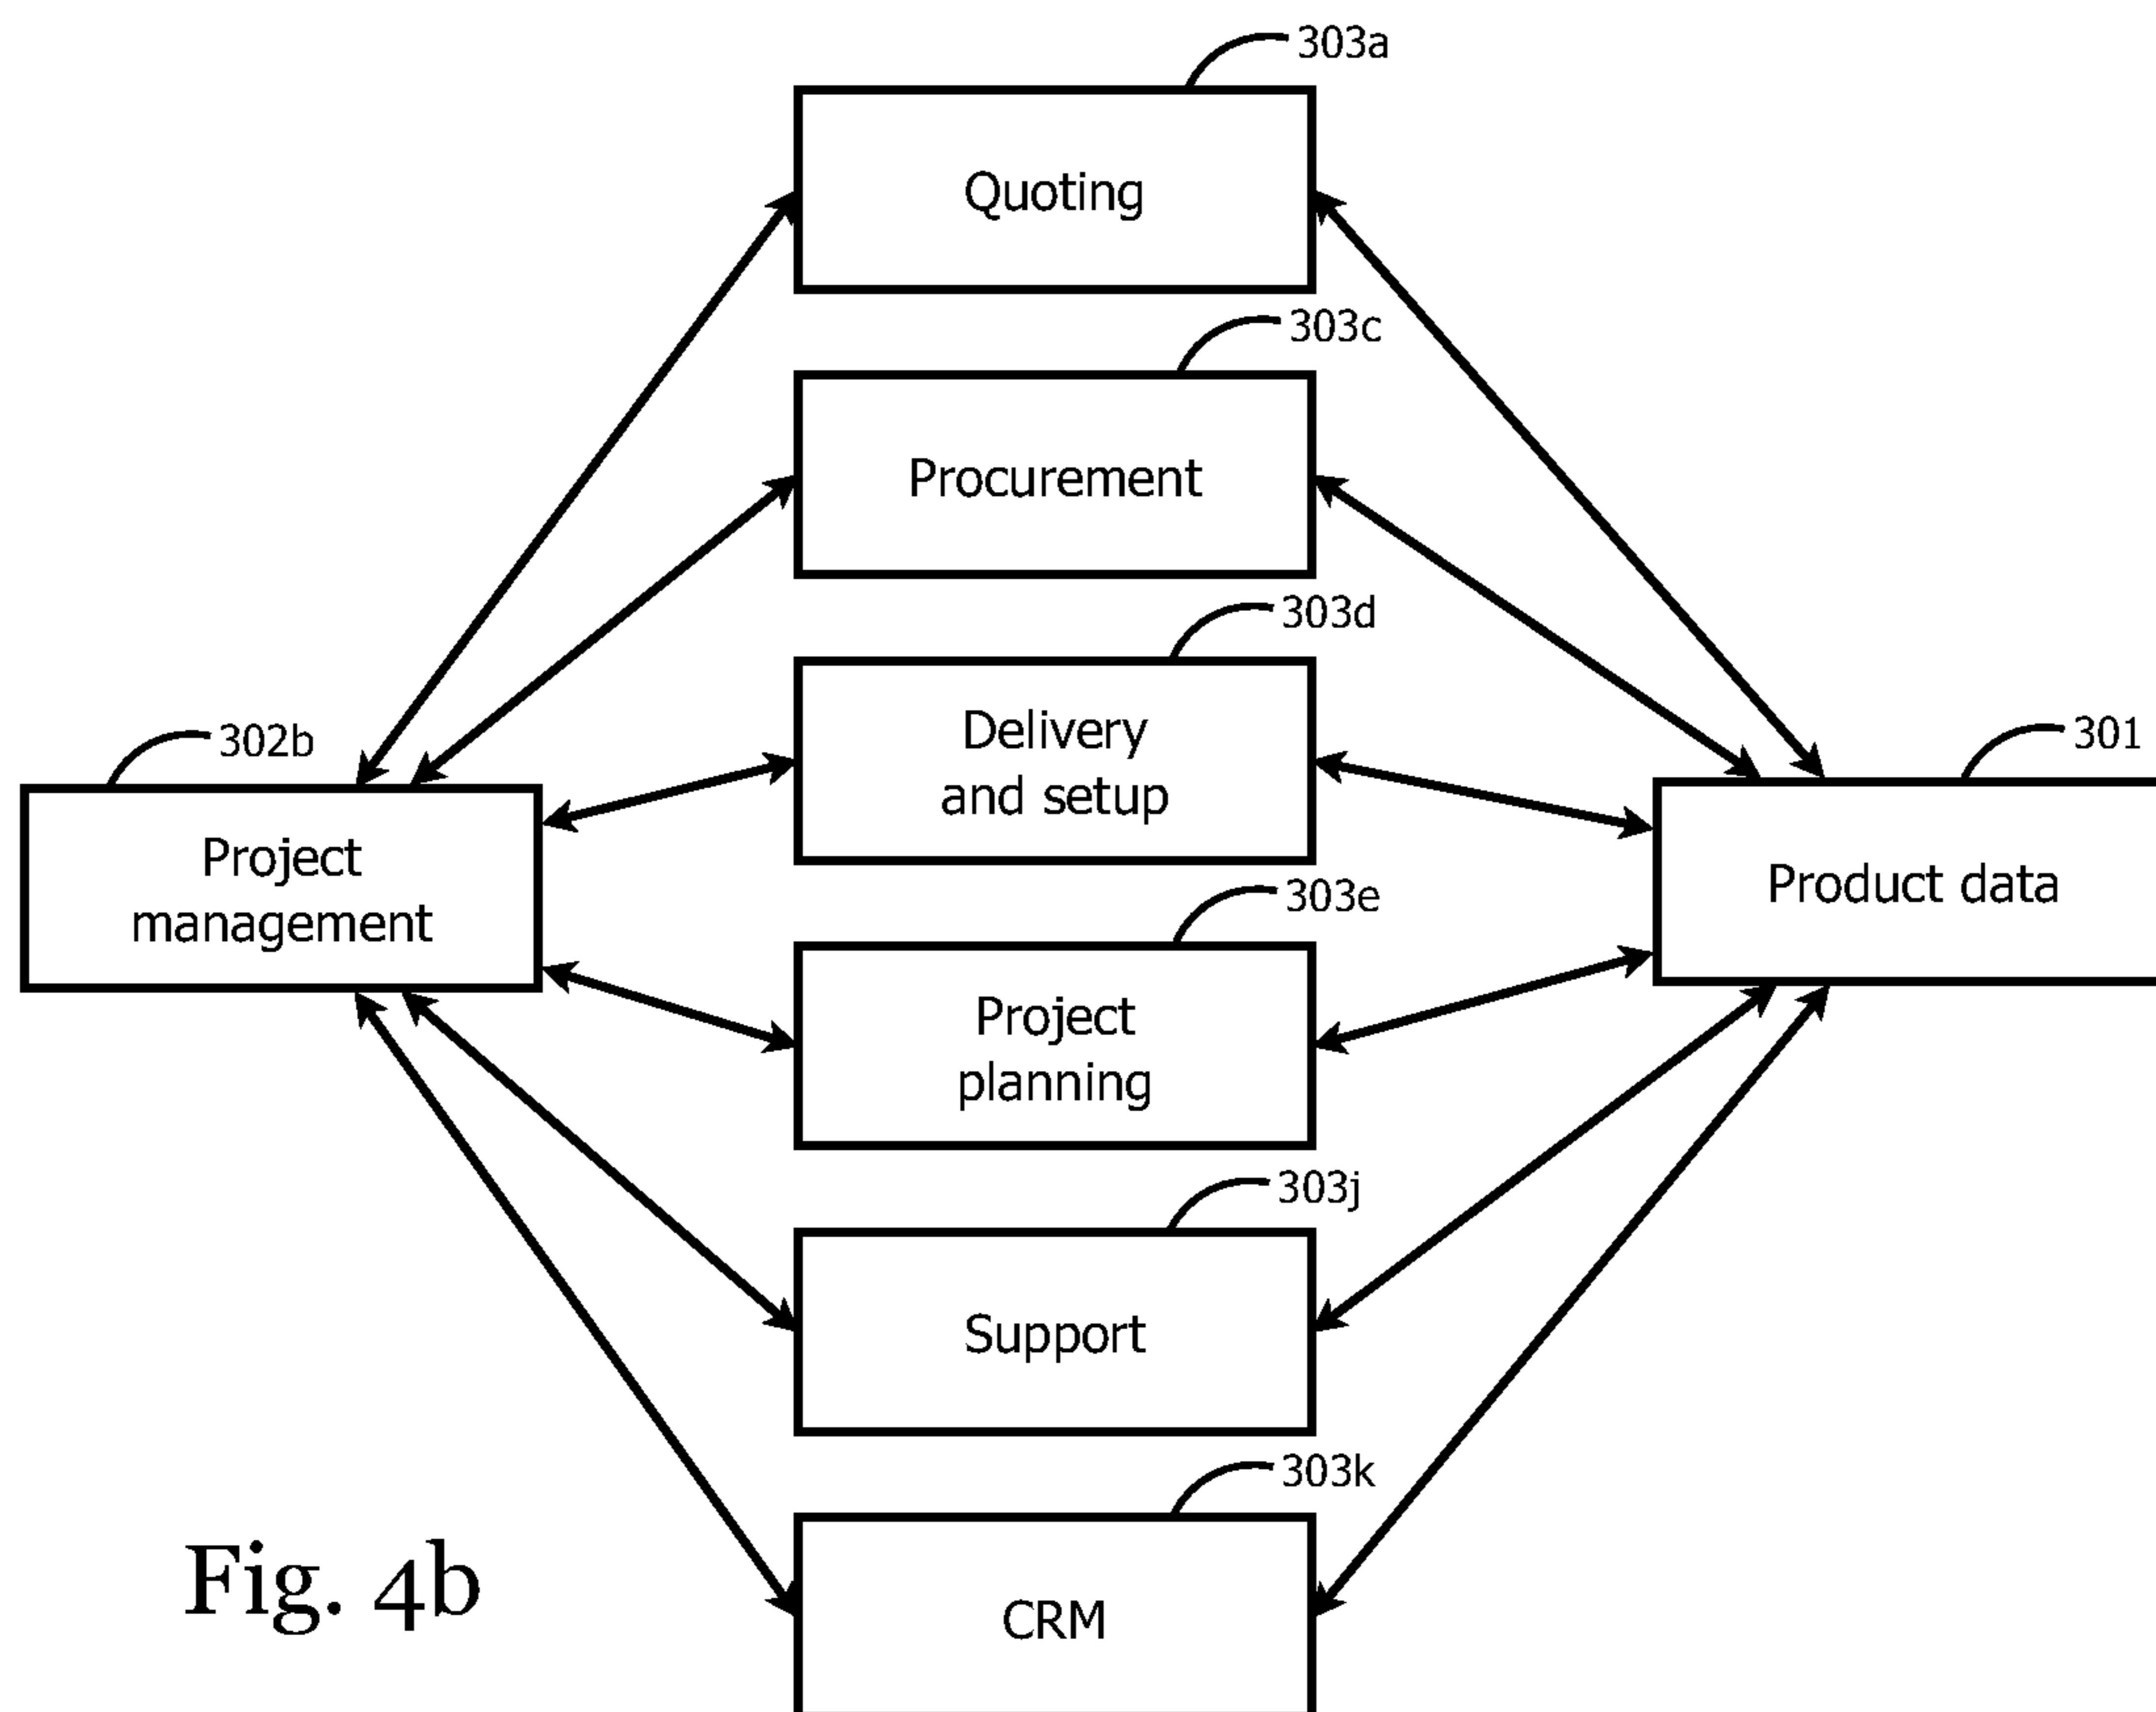 303a
Quoting
303c
Procurement
303d
Delivery
and setup
302b
Project
management
301
Product data
303e
Project
planning
303j
Support
303k
CRM
Fig. 4b